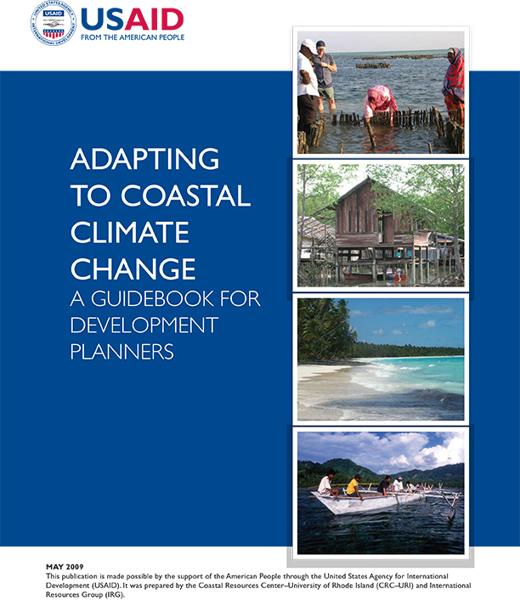 USAID
FROM THE AMERICAN PEOPLE
ADAPTING
TO COASTAL
CLIMATE
CHANGE
A GUIDEBOOK FOR
DEVELOPMENT
PLANNERS
MAY 2009
This publication is made possible by the support of the American People through the United States Agency for International
Development (USAID). It was prepared by the Coastal Resources Center–University of Rhode Island (CRC–URI) and International
Resources Group (IRG).